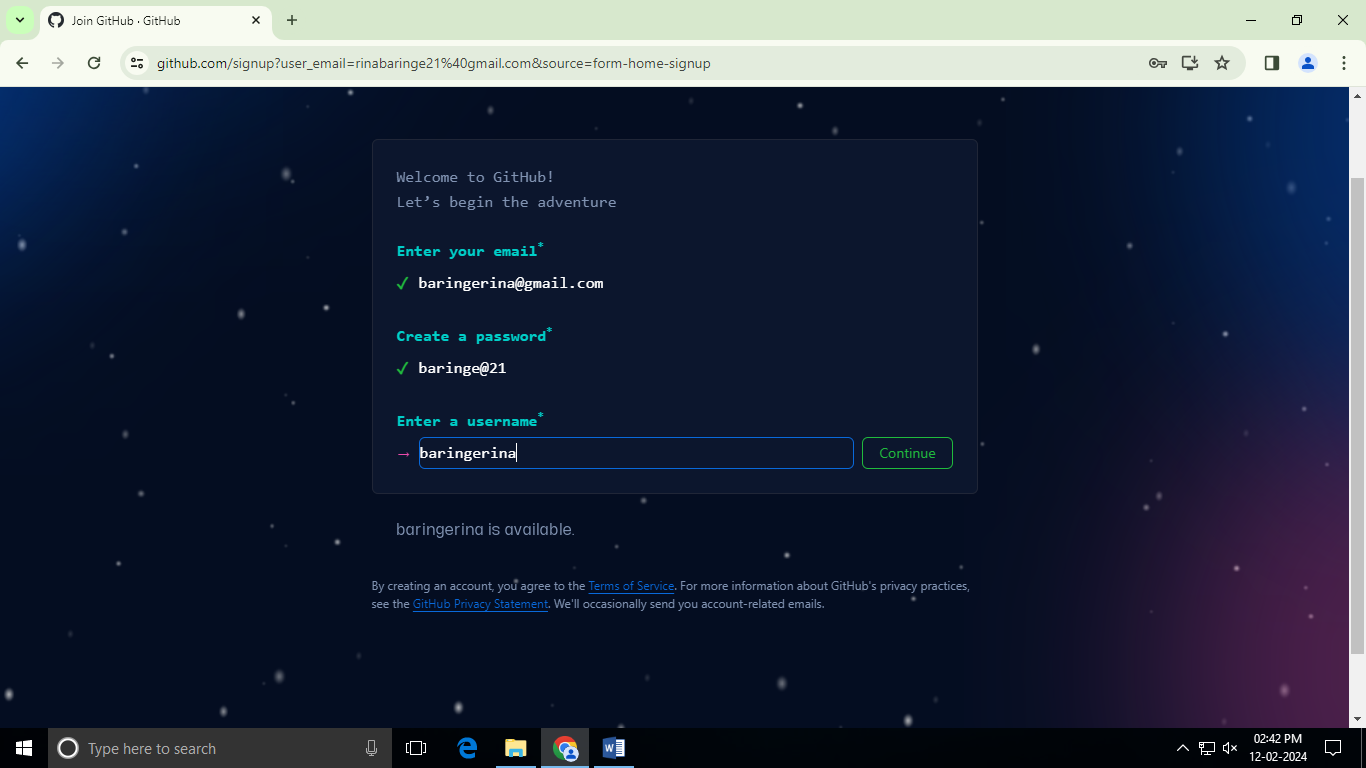 Join GitHub · GitHub
github.com/signup?user_email=rinabaringe21%40gmail.com&source=form-home-signup
Welcome to GitHub!
Let’s begin the adventure
Enter your email*
✓ baringerina@gmail.com
Create a password*
✓ baringe@21
Enter a username*
→ baringerina
Continue
baringerina is available.
By creating an account, you agree to the Terms of Service. For more information about GitHub's privacy practices,
see the GitHub Privacy Statement. We'll occasionally send you account-related emails.
Type here to search
02:42 PM
12-02-2024